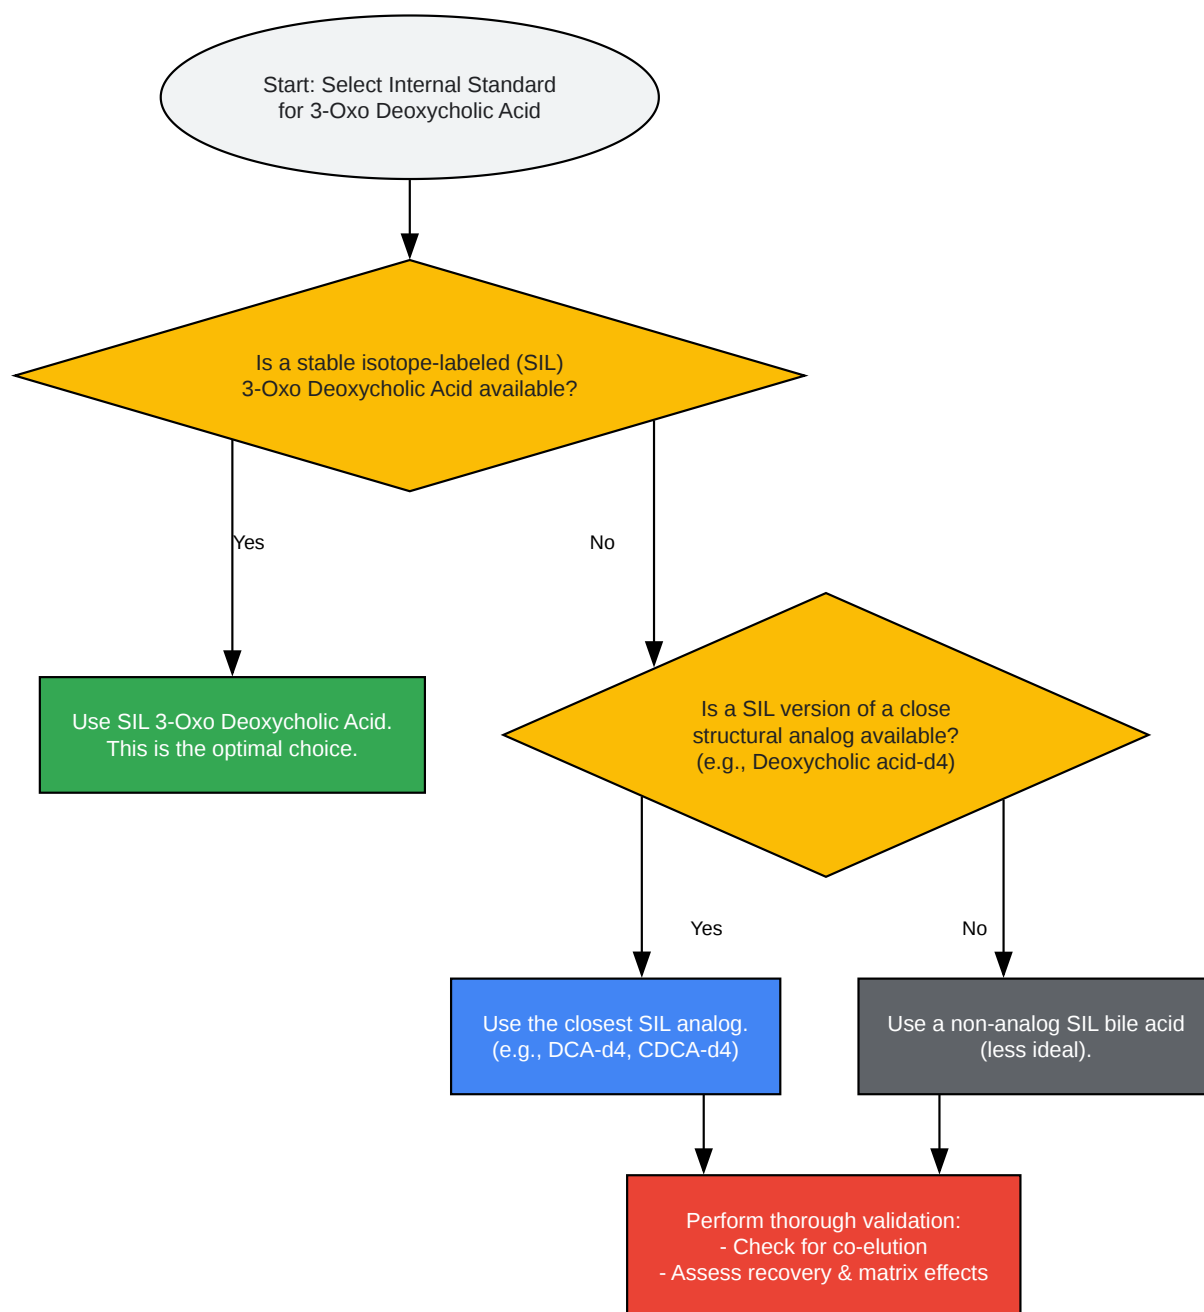 Start: Select Internal Standard
for 3-Oxo Deoxycholic Acid
Is a stable isotope-labeled (SIL)
3-Oxo Deoxycholic Acid available?
Yes
No
Use SIL 3-Oxo Deoxycholic Acid.
This is the optimal choice.
Is a SIL version of a close
structural analog available?
(e.g., Deoxycholic acid-d4)
Yes
No
Use the closest SIL analog.
(e.g., DCA-d4, CDCA-d4)
Use a non-analog SIL bile acid
(less ideal).
Perform thorough validation:
- Check for co-elution
- Assess recovery & matrix effects